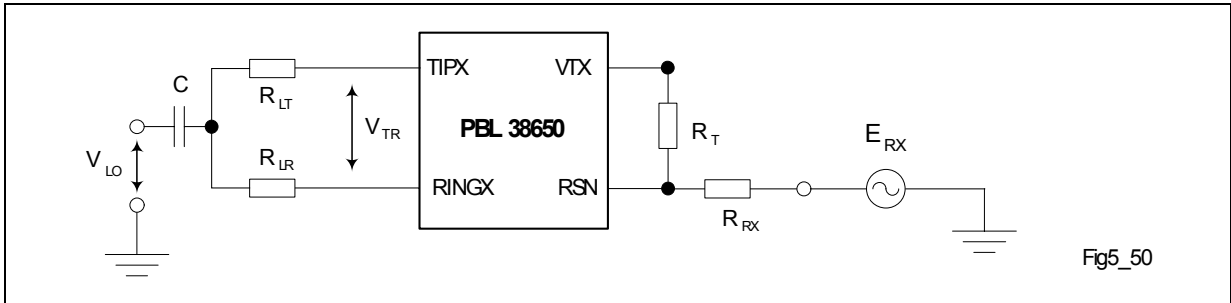 C
R LT
V TR
R LR
V LO
TIPX
VTX
PBL 38650
RINGX
RSN
R T
R RX
E RX
Fig5_50